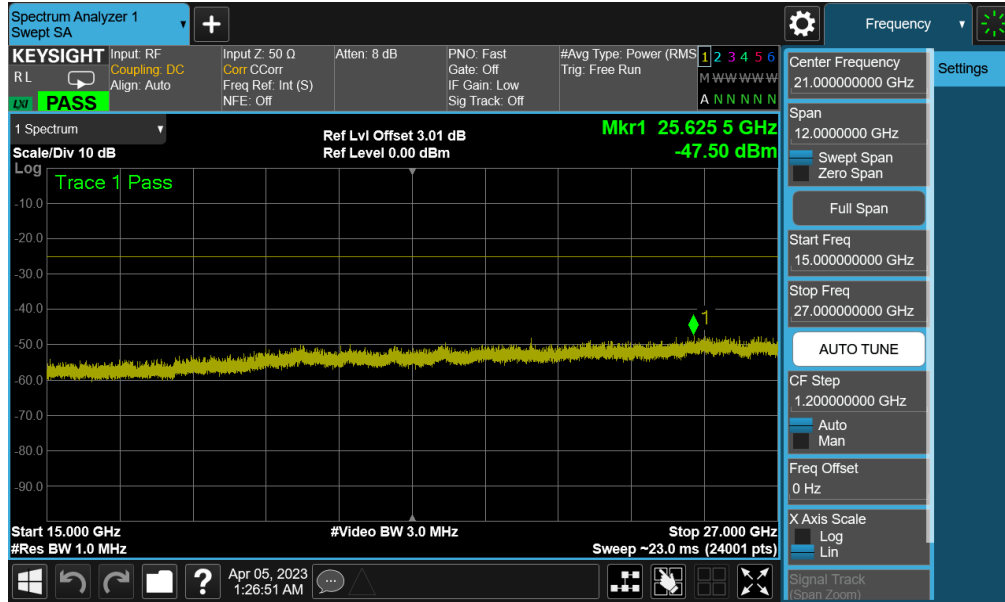 Spectrum Analyzer 1
Swept SA
+
Frequency
KEYSIGHT
RL
LXI PASS
Input: RF
Coupling: DC
Align: Auto
Input Z: 50 Ω
Corr CCorr
Freq Ref: Int (S)
NFE: Off
Atten: 8 dB
PNO: Fast
Gate: Off
IF Gain: Low
Sig Track: Off
#Avg Type: Power (RMS
Trig: Free Run
1 2 3 4 5 6
M W W W W W
A N N N N N
1 Spectrum
Scale/Div 10 dB
Ref Lvl Offset 3.01 dB
Ref Level 0.00 dBm
Mkr1 25.625 5 GHz
-47.50 dBm
Log
Trace 1 Pass
-10.0
-20.0
-30.0
-40.0
-50.0
-60.0
-70.0
-80.0
-90.0
1
Start 15.000 GHz
#Res BW 1.0 MHz
#Video BW 3.0 MHz
Stop 27.000 GHz
Sweep ~23.0 ms (24001 pts)
Center Frequency
21.000000000 GHz
Span
12.0000000 GHz
Swept Span
Zero Span
Full Span
Start Freq
15.000000000 GHz
Stop Freq
27.000000000 GHz
AUTO TUNE
CF Step
1.200000000 GHz
Auto
Man
Freq Offset
0 Hz
X Axis Scale
Log
Lin
Signal Track
(Span Zoom)
Settings
?
Apr 05, 2023
1:26:51 AM